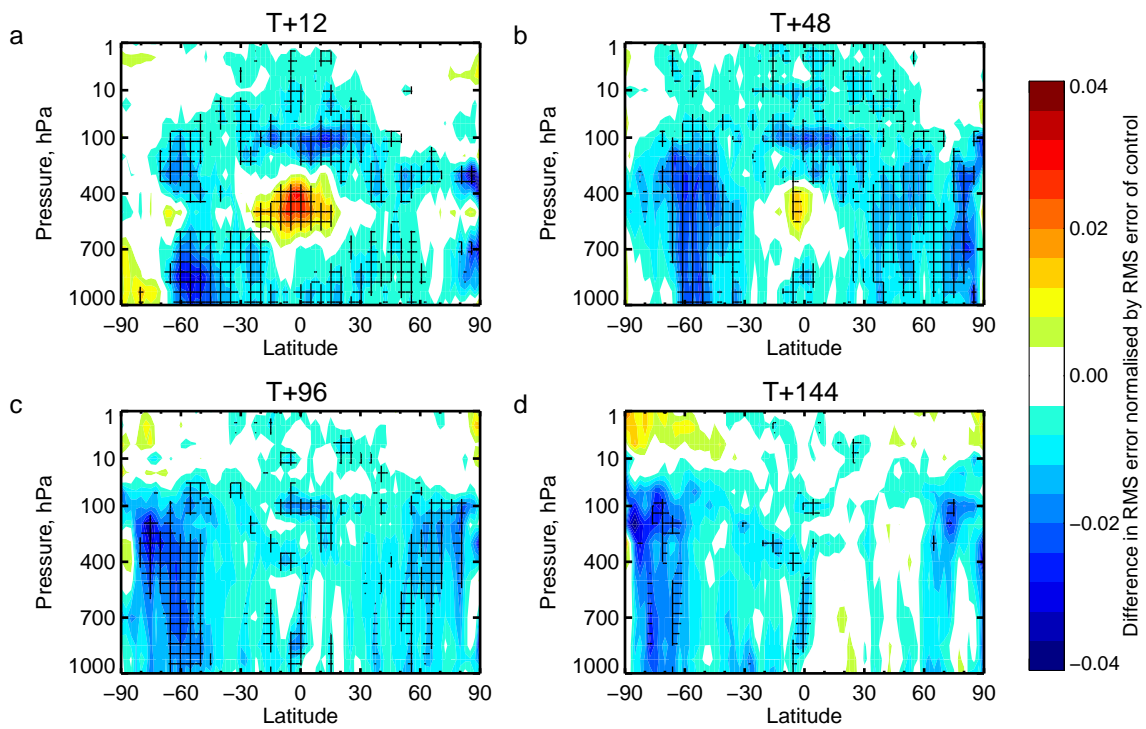 a
T+12
Pressure, hPa
1
10
100
400
700
1000
−90 −60 −30 0 30 60 90
Latitude
b
T+48
Pressure, hPa
1
10
100
400
700
1000
−90 −60 −30 0 30 60 90
Latitude
c
T+96
Pressure, hPa
1
10
100
400
700
1000
−90 −60 −30 0 30 60 90
Latitude
d
T+144
Pressure, hPa
1
10
100
400
700
1000
−90 −60 −30 0 30 60 90
Latitude
0.04
0.02
0.00
−0.02
−0.04
Difference in RMS error normalised by RMS error of control